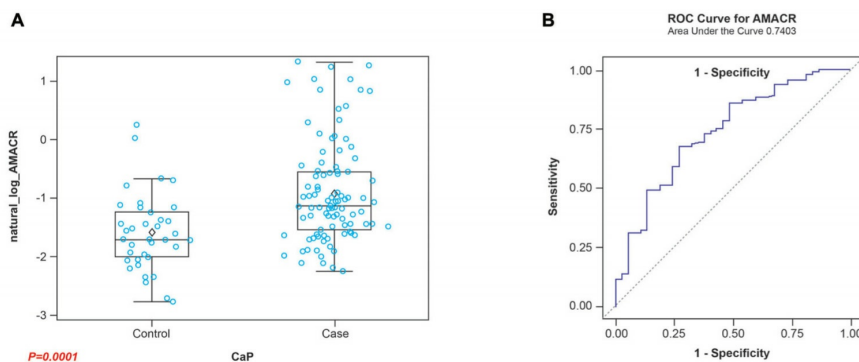 A
natural_log_AMACR
1
0
-1
-2
-3
Control
Case
P=0.0001
CaP
B
ROC Curve for AMACR
Area Under the Curve 0.7403
1 - Specificity
Sensitivity
1.00
0.75
0.50
0.25
0.00
0.00
0.25
0.50
0.75
1.00
1 - Specificity